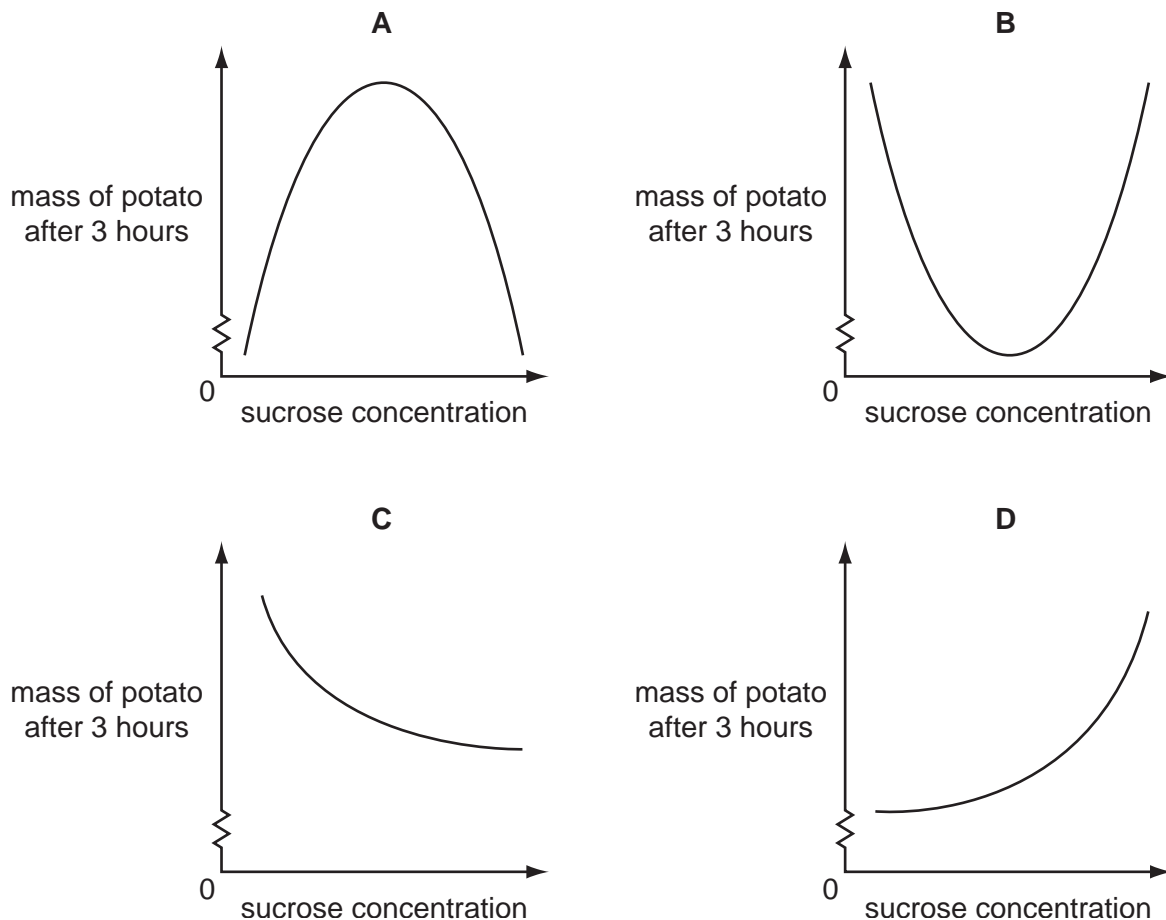 A
mass of potato
after 3 hours
0
sucrose concentration
B
mass of potato
after 3 hours
0
sucrose concentration
C
mass of potato
after 3 hours
0
sucrose concentration
D
mass of potato
after 3 hours
0
sucrose concentration